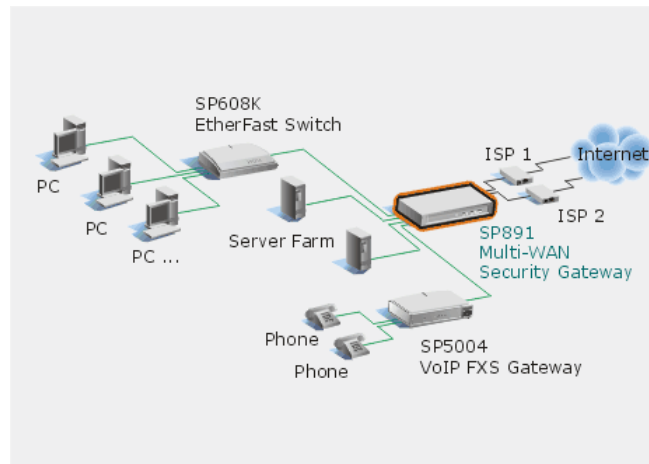 SP608K
EtherFast Switch
PC
PC
PC ...
Server Farm
ISP 1
Internet
ISP 2
SP891
Multi-WAN
Security Gateway
Phone
Phone
SP5004
VoIP FXS Gateway